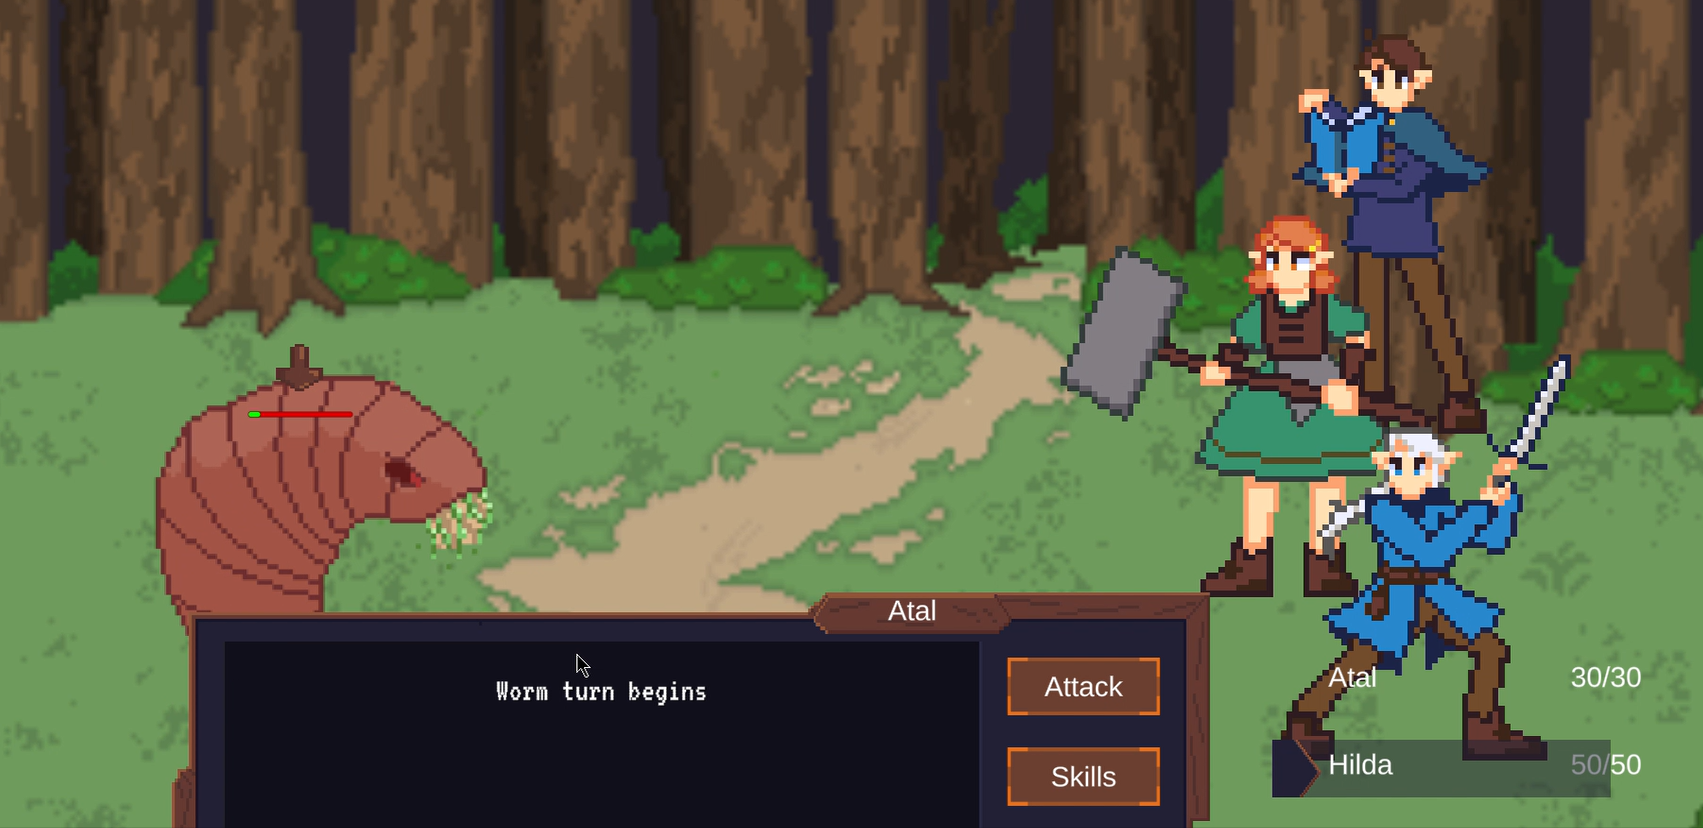 Atal
Worm turn begins
Attack
Skills
Atal 30/30
Hilda 50/50